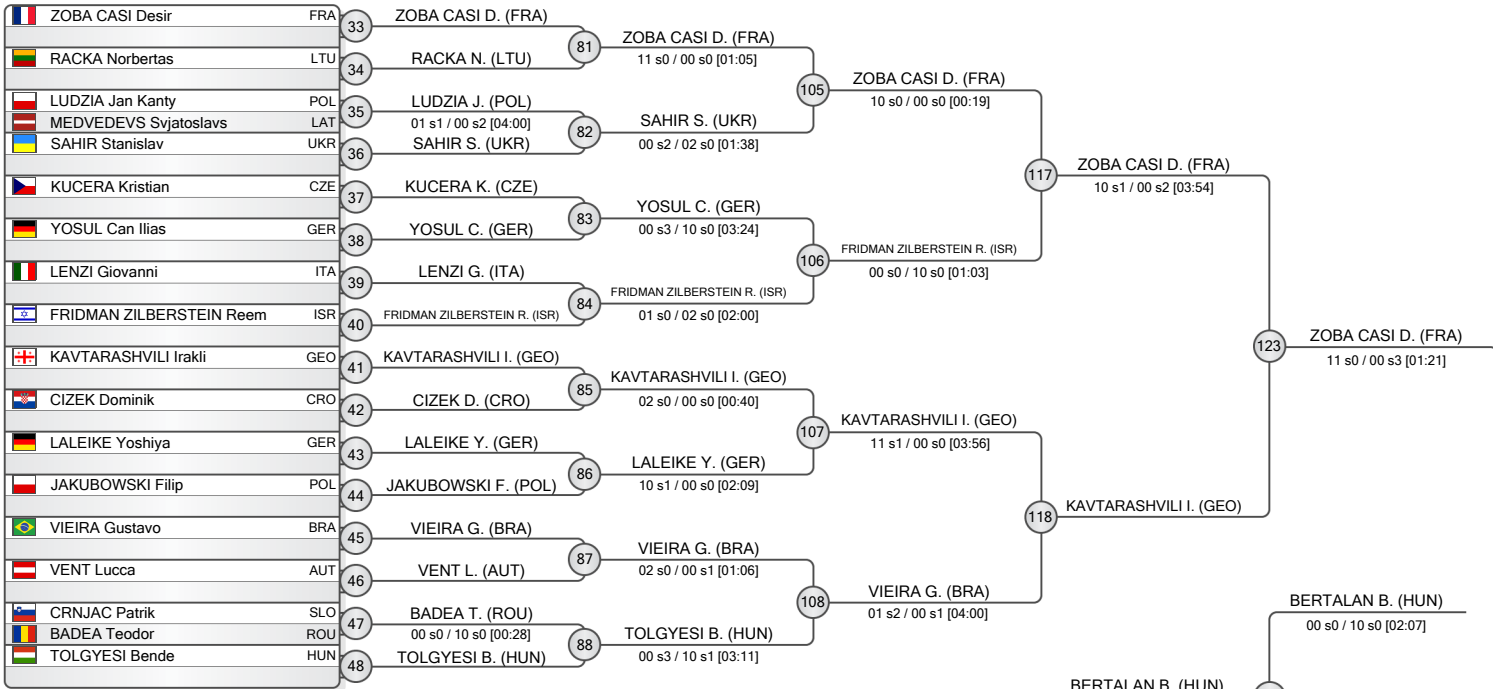 ZOBA CASI Desir FRA
RACKA Norbertas LTU
LUDZIA Jan Kanty POL
MEDVEDEVS Svjatoslavs LAT
SAHIR Stanislav UKR
KUCERA Kristian CZE
YOSUL Can Ilias GER
LENZI Giovanni ITA
FRIDMAN ZILBERSTEIN Reem ISR
KAVTARASHVILI Irakli GEO
CIZEK Dominik CRO
LALEIKE Yoshiya GER
JAKUBOWSKI Filip POL
VIEIRA Gustavo BRA
VENT Lucca AUT
CRNJAC Patrik SLO
BADEA Teodor ROU
TOLGYESI Bende HUN
33
34
35
36
37
38
39
40
41
42
43
44
45
46
47
48
ZOBA CASI D. (FRA)
RACKA N. (LTU)
LUDZIA J. (POL)
01 s1 / 00 s2 [04:00]
SAHIR S. (UKR)
KUCERA K. (CZE)
YOSUL C. (GER)
LENZI G. (ITA)
FRIDMAN ZILBERSTEIN R. (ISR)
KAVTARASHVILI I. (GEO)
CIZEK D. (CRO)
LALEIKE Y. (GER)
JAKUBOWSKI F. (POL)
VIEIRA G. (BRA)
VENT L. (AUT)
BADEA T. (ROU)
00 s0 / 10 s0 [00:28]
TOLGYESI B. (HUN)
81
82
83
84
85
86
87
88
ZOBA CASI D. (FRA)
11 s0 / 00 s0 [01:05]
SAHIR S. (UKR)
00 s2 / 02 s0 [01:38]
YOSUL C. (GER)
00 s3 / 10 s0 [03:24]
FRIDMAN ZILBERSTEIN R. (ISR)
01 s0 / 02 s0 [02:00]
KAVTARASHVILI I. (GEO)
02 s0 / 00 s0 [00:40]
LALEIKE Y. (GER)
10 s1 / 00 s0 [02:09]
VIEIRA G. (BRA)
02 s0 / 00 s1 [01:06]
TOLGYESI B. (HUN)
00 s3 / 10 s1 [03:11]
105
106
107
108
ZOBA CASI D. (FRA)
10 s0 / 00 s0 [00:19]
FRIDMAN ZILBERSTEIN R. (ISR)
00 s0 / 10 s0 [01:03]
KAVTARASHVILI I. (GEO)
11 s1 / 00 s0 [03:56]
VIEIRA G. (BRA)
01 s2 / 00 s1 [04:00]
117
118
ZOBA CASI D. (FRA)
10 s1 / 00 s2 [03:54]
KAVTARASHVILI I. (GEO)
123
ZOBA CASI D. (FRA)
11 s0 / 00 s3 [01:21]
BERTALAN B. (HUN)
00 s0 / 10 s0 [02:07]
BERTALAN B. (HUN)